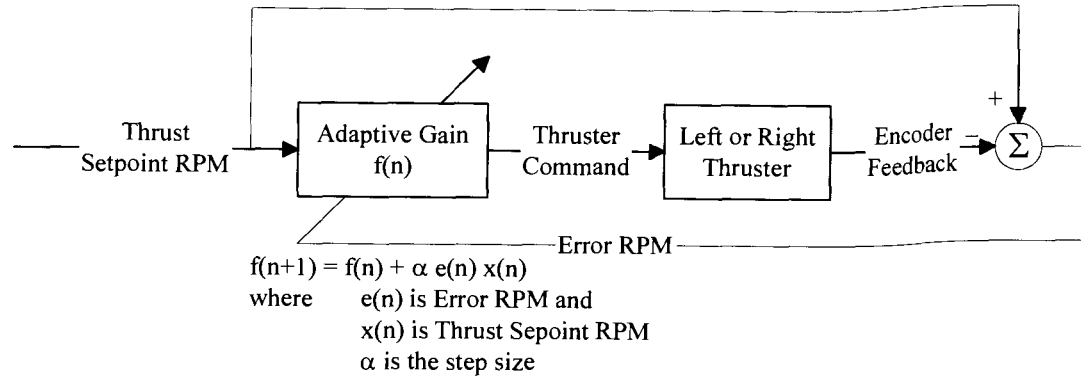 Thrust
Setpoint RPM
Adaptive Gain
f(n)
Thruster
Command
Left or Right
Thruster
Encoder
Feedback
+
−
Σ
Error RPM
f(n+1) = f(n) + α e(n) x(n)
where e(n) is Error RPM and
x(n) is Thrust Sepoint RPM
α is the step size